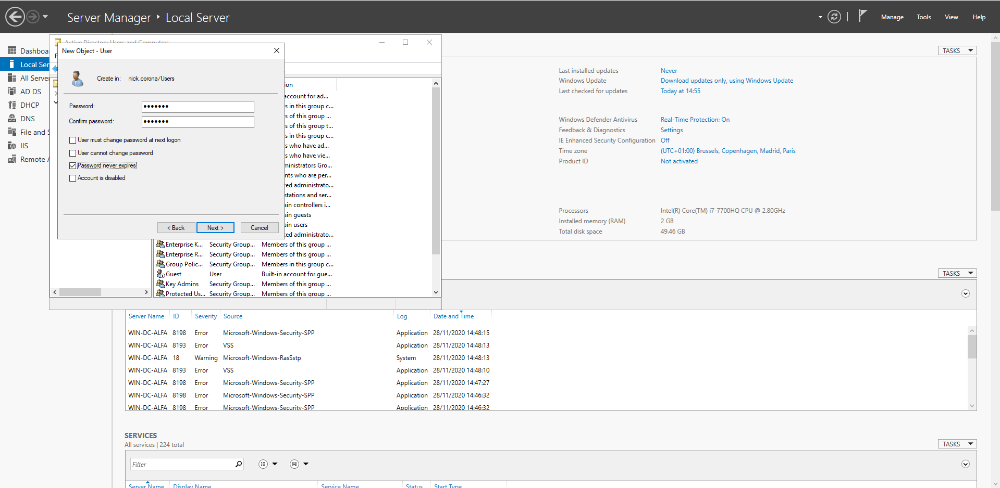 Server Manager ‣ Local Server
Manage Tools View Help
Active Directory Users and Computers
New Object - User
Dashboa
Local Ser
All Serve
AD DS
DHCP
DNS
File and S
IIS
Remote A
Create in: nick.corona/Users
Password: •••••••
Confirm password: •••••••
User must change password at next logon
User cannot change password
Password never expires
Account is disabled
< Back Next > Cancel
ion
account for ad...
s in this group c...
s of this group ...
s of this group t...
s in this group c...
s who have ad...
s who have vie...
ministrators Gro...
nts who are per...
ed administrato...
stations and ser...
ain controllers i...
ain guests
ain users
ed administrato...
Enterprise K... Security Group... Members of this group ...
Enterprise R... Security Group... Members of this group ...
Group Polic... Security Group... Members in this group c...
Guest User Built-in account for gue...
Key Admins Security Group... Members of this group ...
Protected Us... Security Group... Members of this group ...
TASKS
Last installed updates Never
Windows Update Download updates only, using Windows Update
Last checked for updates Today at 14:55
Windows Defender Antivirus Real-Time Protection: On
Feedback & Diagnostics Settings
IE Enhanced Security Configuration Off
Time zone (UTC+01:00) Brussels, Copenhagen, Madrid, Paris
Product ID Not activated
Processors Intel(R) Core(TM) i7-7700HQ CPU @ 2.80GHz
Installed memory (RAM) 2 GB
Total disk space 49.46 GB
TASKS
Server Name ID Severity Source Log Date and Time
WIN-DC-ALFA 8198 Error Microsoft-Windows-Security-SPP Application 28/11/2020 14:48:15
WIN-DC-ALFA 8193 Error VSS Application 28/11/2020 14:48:13
WIN-DC-ALFA 18 Warning Microsoft-Windows-RasSstp System 28/11/2020 14:48:13
WIN-DC-ALFA 8193 Error VSS Application 28/11/2020 14:48:10
WIN-DC-ALFA 8198 Error Microsoft-Windows-Security-SPP Application 28/11/2020 14:47:27
WIN-DC-ALFA 8198 Error Microsoft-Windows-Security-SPP Application 28/11/2020 14:46:32
WIN-DC-ALFA 8198 Error Microsoft-Windows-Security-SPP Application 28/11/2020 14:46:32
SERVICES
All services | 224 total
TASKS
Filter
Server Name Display Name Service Name Status Start Type